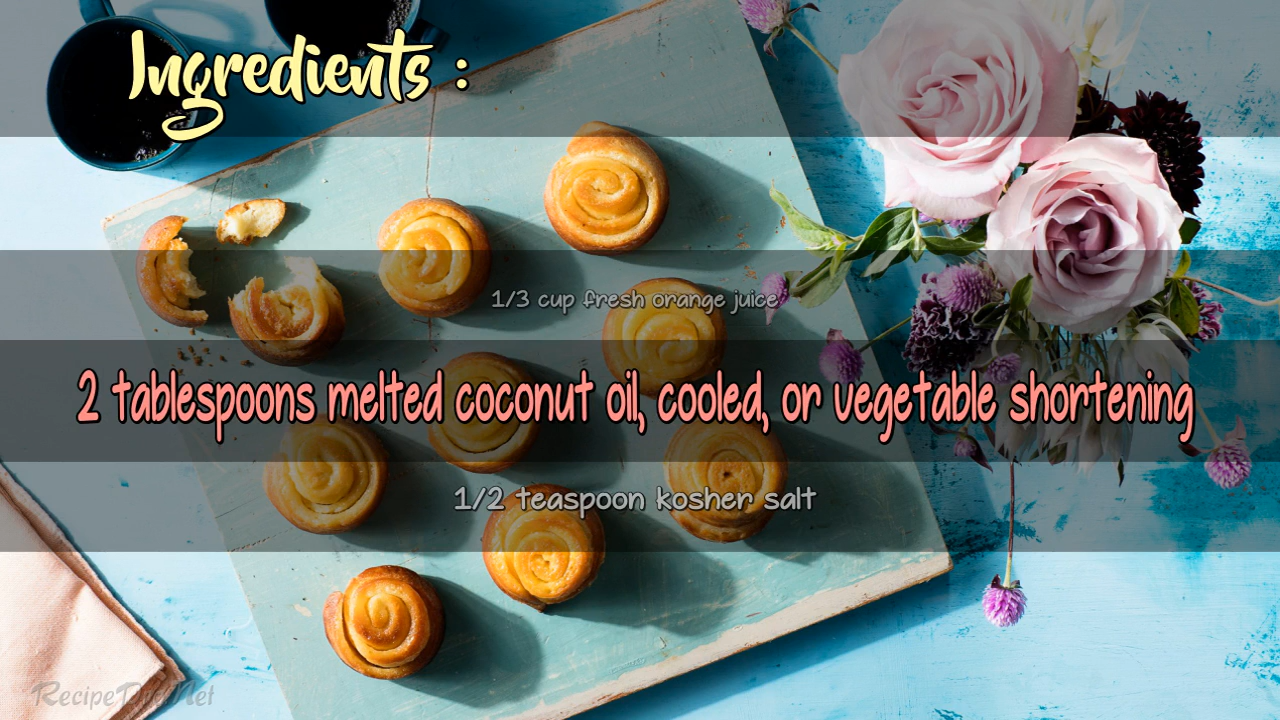 Ingredients :
1/3 cup fresh orange juice
2 tablespoons melted coconut oil, cooled, or vegetable shortening
1/2 teaspoon kosher salt